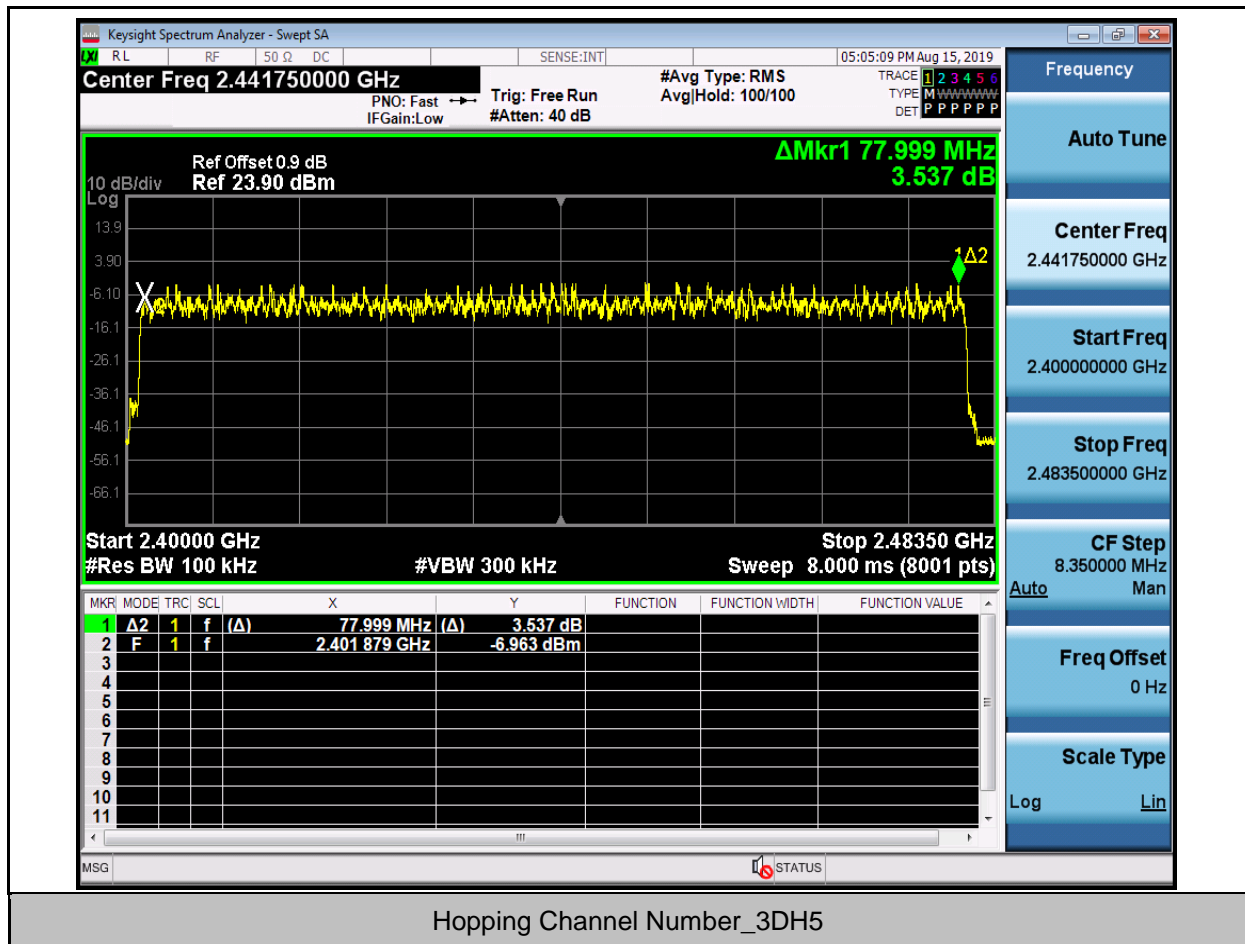 Keysight Spectrum Analyzer - Swept SA
LXI RL RF 50 Ω DC SENSE:INT 05:05:09 PM Aug 15, 2019
Center Freq 2.441750000 GHz
PNO: Fast
IFGain:Low
Trig: Free Run
#Atten: 40 dB
#Avg Type: RMS
Avg|Hold: 100/100
TRACE 1 2 3 4 5 6
TYPE M WWWWW
DET P P P P P P
ΔMkr1 77.999 MHz
3.537 dB
Ref Offset 0.9 dB
10 dB/div Ref 23.90 dBm
Log
13.9
3.90
-6.10
-16.1
-26.1
-36.1
-46.1
-56.1
-66.1
X
1Δ2
Start 2.40000 GHz Stop 2.48350 GHz
#Res BW 100 kHz #VBW 300 kHz Sweep 8.000 ms (8001 pts)
MKR MODE TRC SCL X Y FUNCTION FUNCTION WIDTH FUNCTION VALUE
1 Δ2 1 f (Δ) 77.999 MHz (Δ) 3.537 dB
2 F 1 f 2.401 879 GHz -6.963 dBm
3
4
5
6
7
8
9
10
11
MSG STATUS
Frequency
Auto Tune
Center Freq
2.441750000 GHz
Start Freq
2.400000000 GHz
Stop Freq
2.483500000 GHz
CF Step
8.350000 MHz
Auto Man
Freq Offset
0 Hz
Scale Type
Log Lin
Hopping Channel Number_3DH5